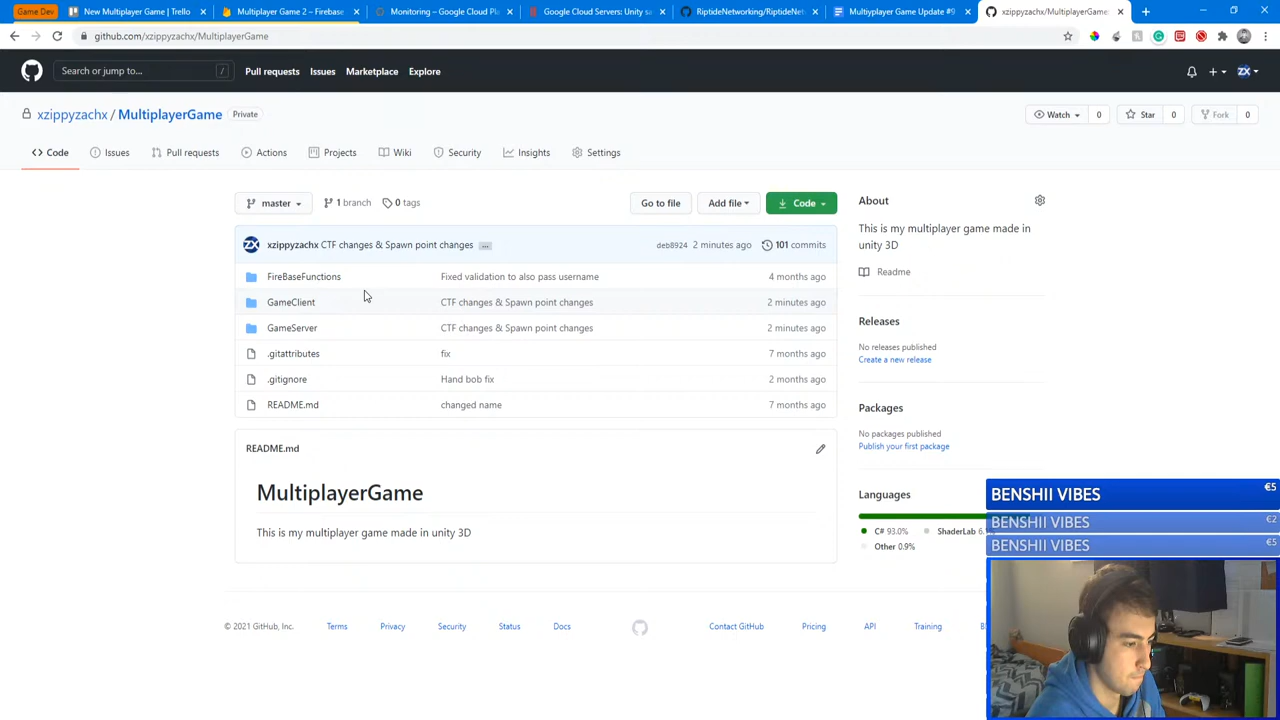 Game Dev
New Multiplayer Game | Trello
Multiplayer Game 2 – Firebase
Monitoring – Google Cloud Pla
Google Cloud Servers: Unity sa
RiptideNetworking/RiptideNet
Multiyplayer Game Update #9
xzippyzachx/MultiplayerGame
github.com/xzippyzachx/MultiplayerGame
Search or jump to... /
Pull requests Issues Marketplace Explore
ZX
xzippyzachx / MultiplayerGame Private
Watch 0 Star 0 Fork 0
Code Issues Pull requests Actions Projects Wiki Security Insights Settings
master 1 branch 0 tags Go to file Add file Code
ZX xzippyzachx CTF changes & Spawn point changes ... deb8924 2 minutes ago 101 commits
FireBaseFunctions Fixed validation to also pass username 4 months ago
GameClient CTF changes & Spawn point changes 2 minutes ago
GameServer CTF changes & Spawn point changes 2 minutes ago
.gitattributes fix 7 months ago
.gitignore Hand bob fix 2 months ago
README.md changed name 7 months ago
README.md
MultiplayerGame
This is my multiplayer game made in unity 3D
About
This is my multiplayer game made in
unity 3D
Readme
Releases
No releases published
Create a new release
Packages
No packages published
Publish your first package
Languages
C# 93.0% ShaderLab 6.
Other 0.9%
BENSHII VIBES €5
BENSHII VIBES €2
BENSHII VIBES €5
© 2021 GitHub, Inc. Terms Privacy Security Status Docs Contact GitHub Pricing API Training